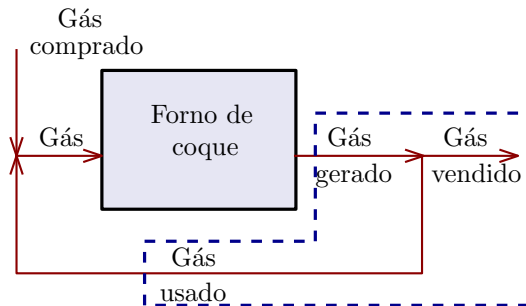 Gás
comprado
Gás
Forno de
coque
Gás
gerado
Gás
vendido
Gás
usado